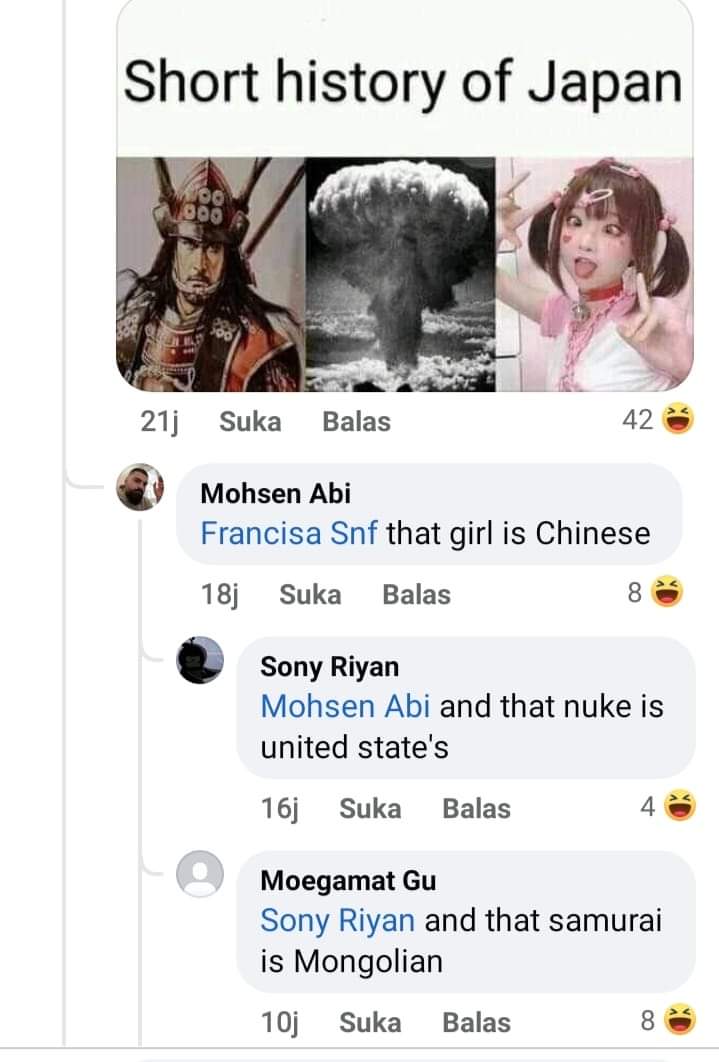 Short history of Japan
21j Suka Balas 42
Mohsen Abi
Francisa Snf that girl is Chinese
18j Suka Balas 8
Sony Riyan
Mohsen Abi and that nuke is
united state's
16j Suka Balas 4
Moegamat Gu
Sony Riyan and that samurai
is Mongolian
10j Suka Balas 8